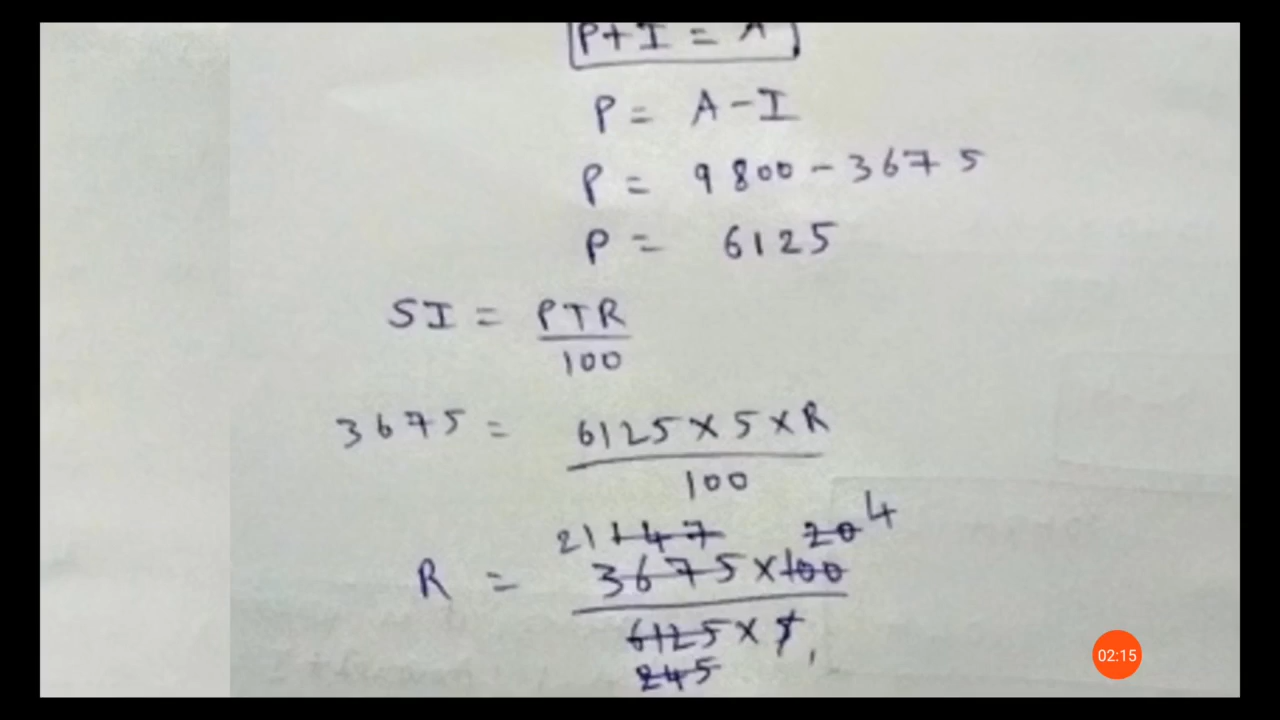 P+I = A
P = A-I
P = 9800-3675
P = 6125
SI = PTR
100
3675 = 6125×5×R
100
21 147 20 4
R = 3675×100
6125×5
245
02:15